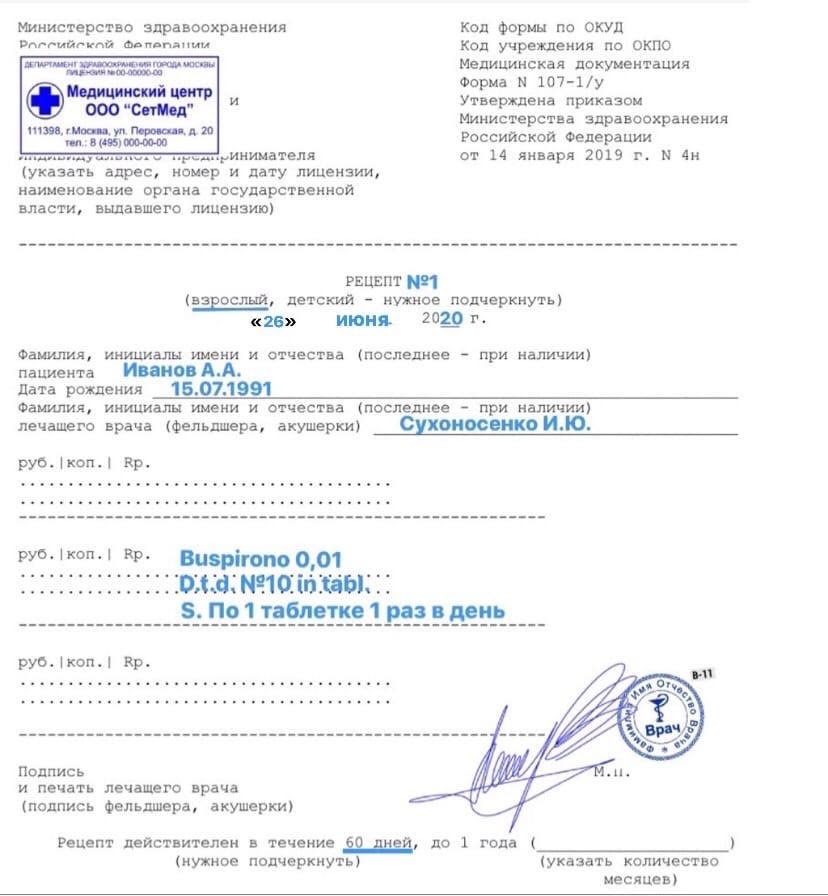 Министерство здравоохранения
Российской Федерации
ДЕПАРТАМЕНТ ЗДРАВООХРАНЕНИЯ ГОРОДА МОСКВЫ
ЛИЦЕНЗИЯ №00-00000-00
Медицинский центр
ООО "СетМед"
111398, г.Москва, ул. Перовская, д. 20
тел.: 8 (495) 000-00-00
и
индивидуального предпринимателя
(указать адрес, номер и дату лицензии,
наименование органа государственной
власти, выдавшего лицензию)
Код формы по ОКУД
Код учреждения по ОКПО
Медицинская документация
Форма N 107-1/у
Утверждена приказом
Министерства здравоохранения
Российской Федерации
от 14 января 2019 г. N 4н
РЕЦЕПТ №1
(взрослый, детский - нужное подчеркнуть)
«26» июня 2020 г.
Фамилия, инициалы имени и отчества (последнее - при наличии)
пациента Иванов А.А.
Дата рождения 15.07.1991
Фамилия, инициалы имени и отчества (последнее - при наличии)
лечащего врача (фельдшера, акушерки) Сухоносенко И.Ю.
руб.|коп.| Rp.
руб.|коп.| Rp. Buspirono 0,01
D.t.d. №10 in tabl.
S. По 1 таблетке 1 раз в день
руб.|коп.| Rp.
В-11
Фамилия Имя Отчество Врача
Врач
Подпись М.п.
и печать лечащего врача
(подпись фельдшера, акушерки)
Рецепт действителен в течение 60 дней, до 1 года (____________________)
(нужное подчеркнуть) (указать количество
месяцев)